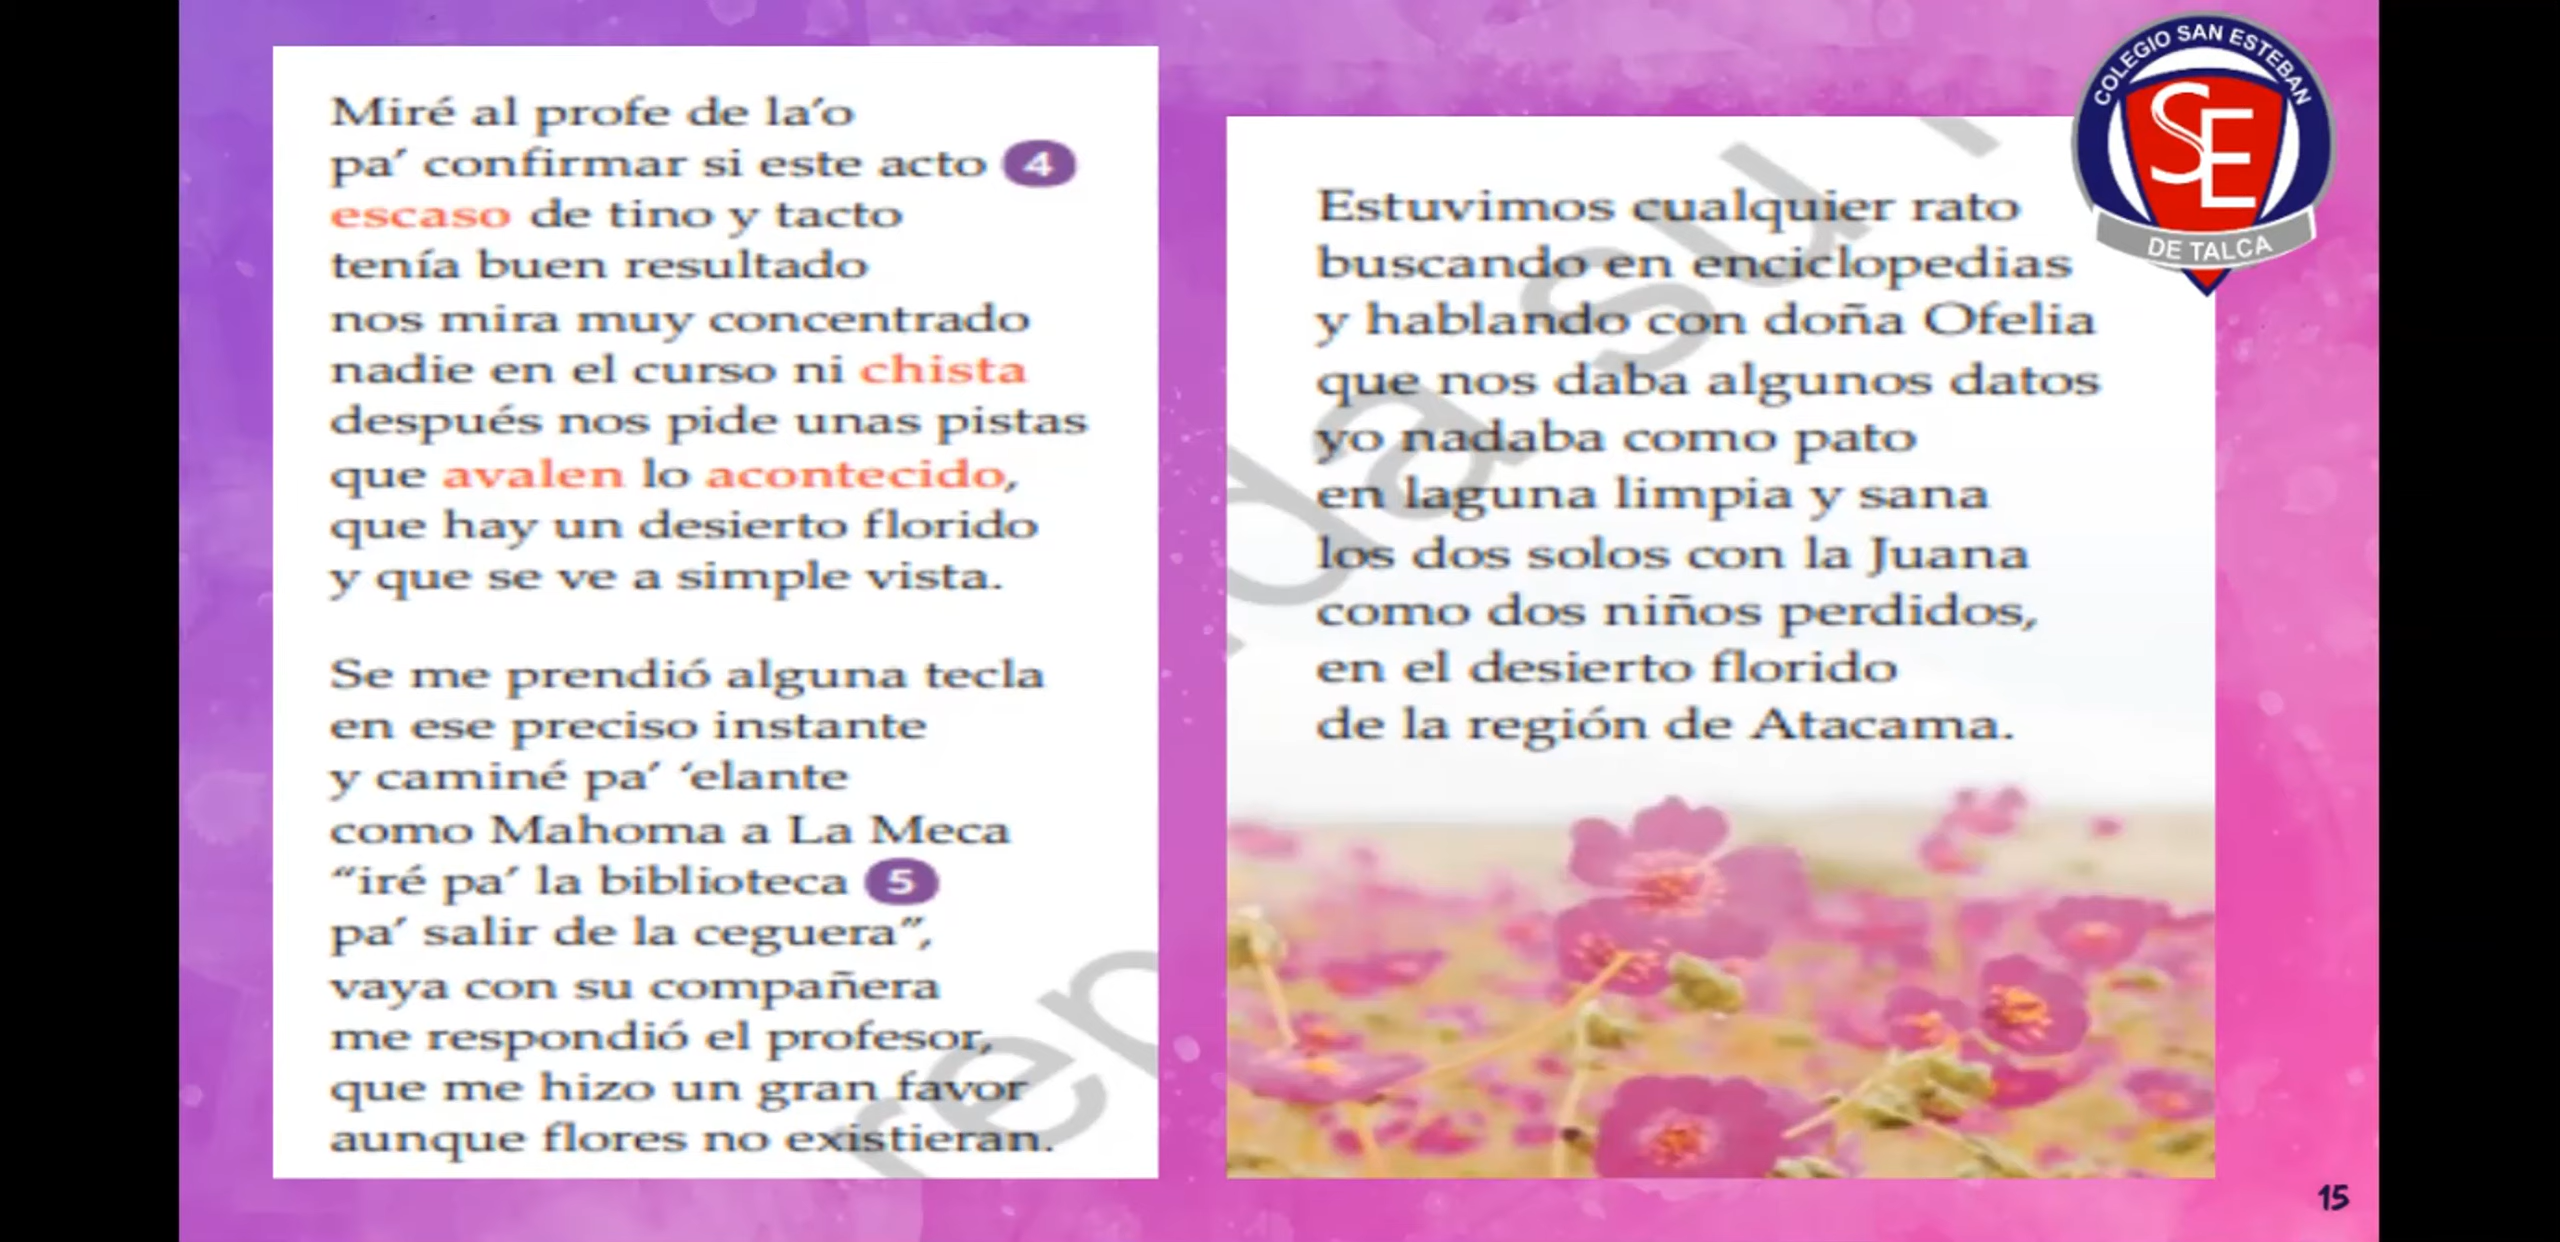 Miré al profe de la’o
pa’ confirmar si este acto 4
escaso de tino y tacto
tenía buen resultado
nos mira muy concentrado
nadie en el curso ni chista
después nos pide unas pistas
que avalen lo acontecido,
que hay un desierto florido
y que se ve a simple vista.
Se me prendió alguna tecla
en ese preciso instante
y caminé pa’ ‘elante
como Mahoma a La Meca
“iré pa’ la biblioteca 5
pa’ salir de la ceguera”,
vaya con su compañera
me respondió el profesor,
que me hizo un gran favor
aunque flores no existieran.
Estuvimos cualquier rato
buscando en enciclopedias
y hablando con doña Ofelia
que nos daba algunos datos
yo nadaba como pato
en laguna limpia y sana
los dos solos con la Juana
como dos niños perdidos,
en el desierto florido
de la región de Atacama.
COLEGIO SAN ESTEBAN
SE
DE TALCA
15